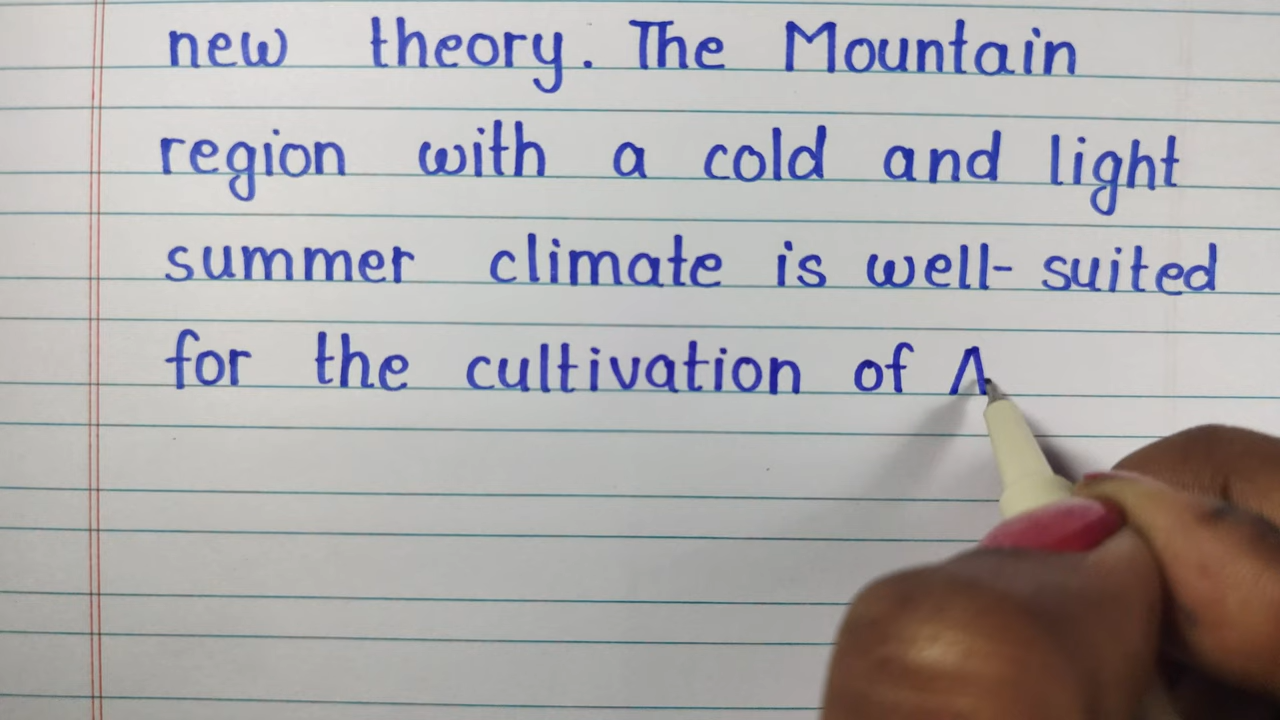 new theory. The Mountain
region with a cold and light
summer climate is well-suited
for the cultivation of